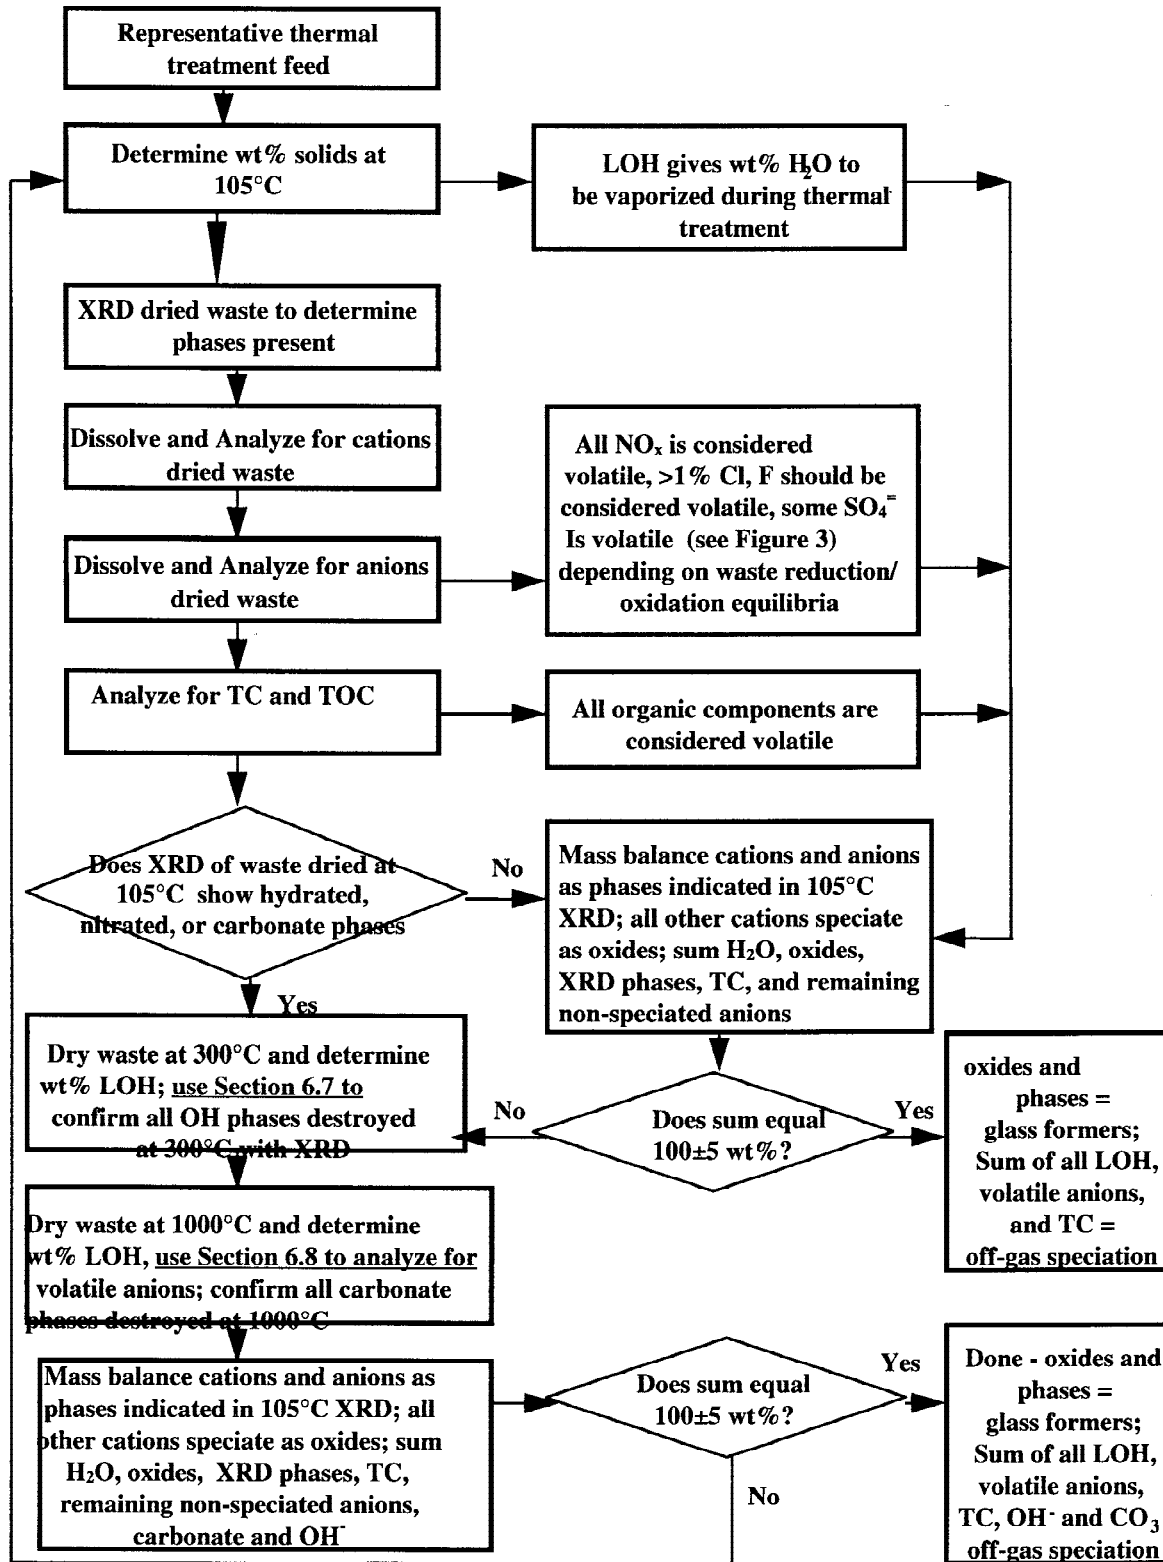 Representative thermal
treatment feed
Determine wt% solids at
105°C
LOH gives wt% H₂O to
be vaporized during thermal
treatment
XRD dried waste to determine
phases present
Dissolve and Analyze for cations
dried waste
All NOₓ is considered
volatile, >1% Cl, F should be
considered volatile, some SO₄⁼
Is volatile (see Figure 3)
depending on waste reduction/
oxidation equilibria
Dissolve and Analyze for anions
dried waste
Analyze for TC and TOC
All organic components are
considered volatile
Does XRD of waste dried at
105°C show hydrated,
nitrated, or carbonate phases
No
Yes
Mass balance cations and anions
as phases indicated in 105°C
XRD; all other cations speciate
as oxides; sum H₂O, oxides,
XRD phases, TC, and remaining
non-speciated anions
Dry waste at 300°C and determine
wt% LOH; use Section 6.7 to
confirm all OH phases destroyed
at 300°C with XRD
No
Does sum equal
100±5 wt%?
Yes
oxides and
phases =
glass formers;
Sum of all LOH,
volatile anions,
and TC =
off-gas speciation
Dry waste at 1000°C and determine
wt% LOH, use Section 6.8 to analyze for
volatile anions; confirm all carbonate
phases destroyed at 1000°C
Mass balance cations and anions as
phases indicated in 105°C XRD; all
other cations speciate as oxides; sum
H₂O, oxides, XRD phases, TC,
remaining non-speciated anions,
carbonate and OH⁻
Does sum equal
100±5 wt%?
Yes
No
Done - oxides and
phases =
glass formers;
Sum of all LOH,
volatile anions,
TC, OH⁻ and CO₃
off-gas speciation